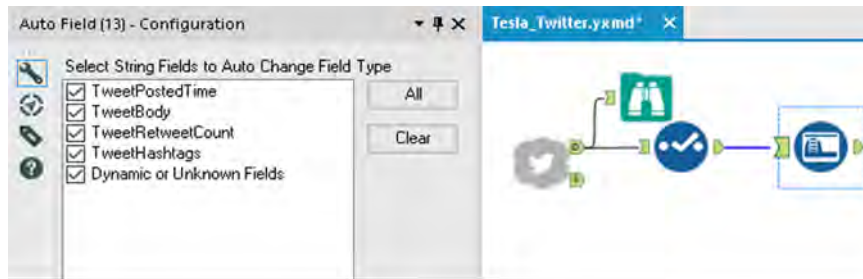 Auto Field (13) - Configuration
Tesla_Twitter.yxmd*
Select String Fields to Auto Change Field Type
TweetPostedTime
TweetBody
TweetRetweetCount
TweetHashtags
Dynamic or Unknown Fields
All
Clear